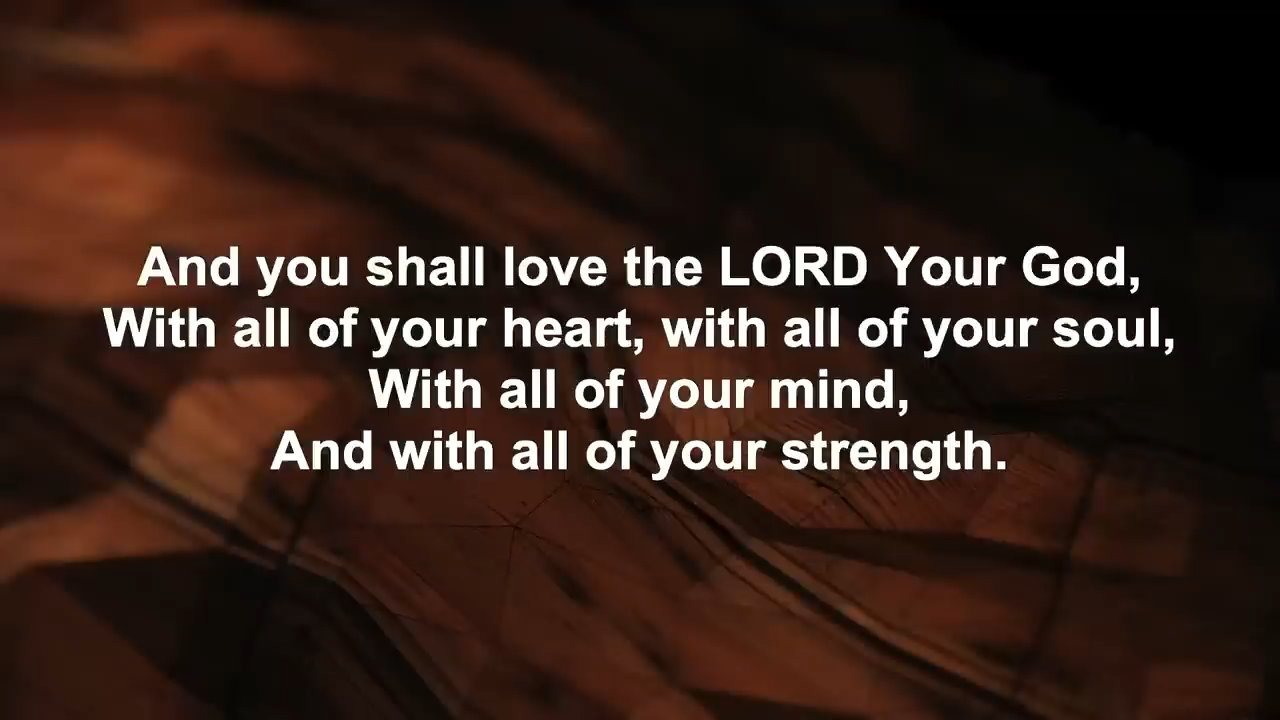 And you shall love the LORD Your God,
With all of your heart, with all of your soul,
With all of your mind,
And with all of your strength.